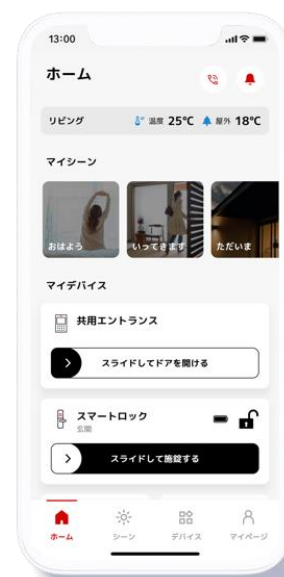 13:00
ホーム
リビング 温度 25℃ 屋外 18℃
マイシーン
おはよう いってきます ただいま
マイデバイス
共用エントランス
スライドしてドアを開ける
スマートロック
玄関
スライドして施錠する
ホーム シーン デバイス マイページ